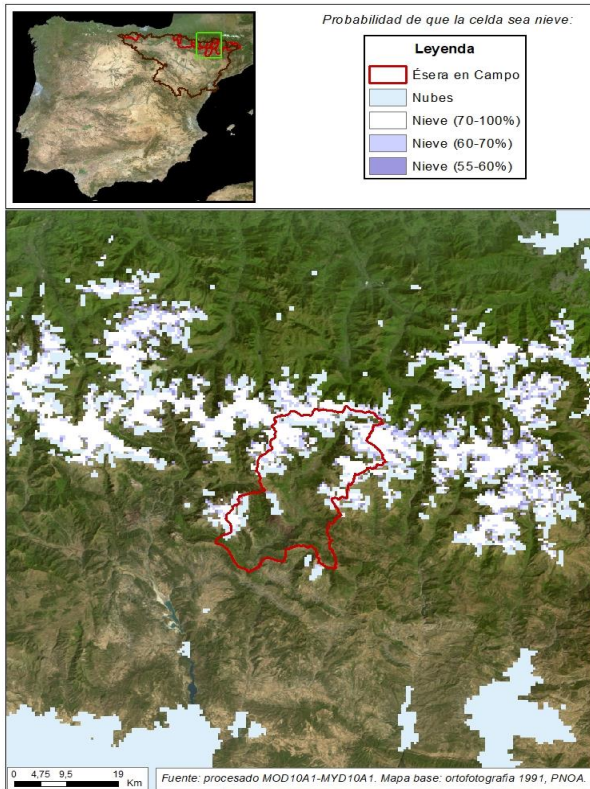 Probabilidad de que la celda sea nieve:
Leyenda
Ésera en Campo
Nubes
Nieve (70-100%)
Nieve (60-70%)
Nieve (55-60%)
0 4,75 9,5 19
Km
Fuente: procesado MOD10A1-MYD10A1. Mapa base: ortofotografia 1991, PNOA.